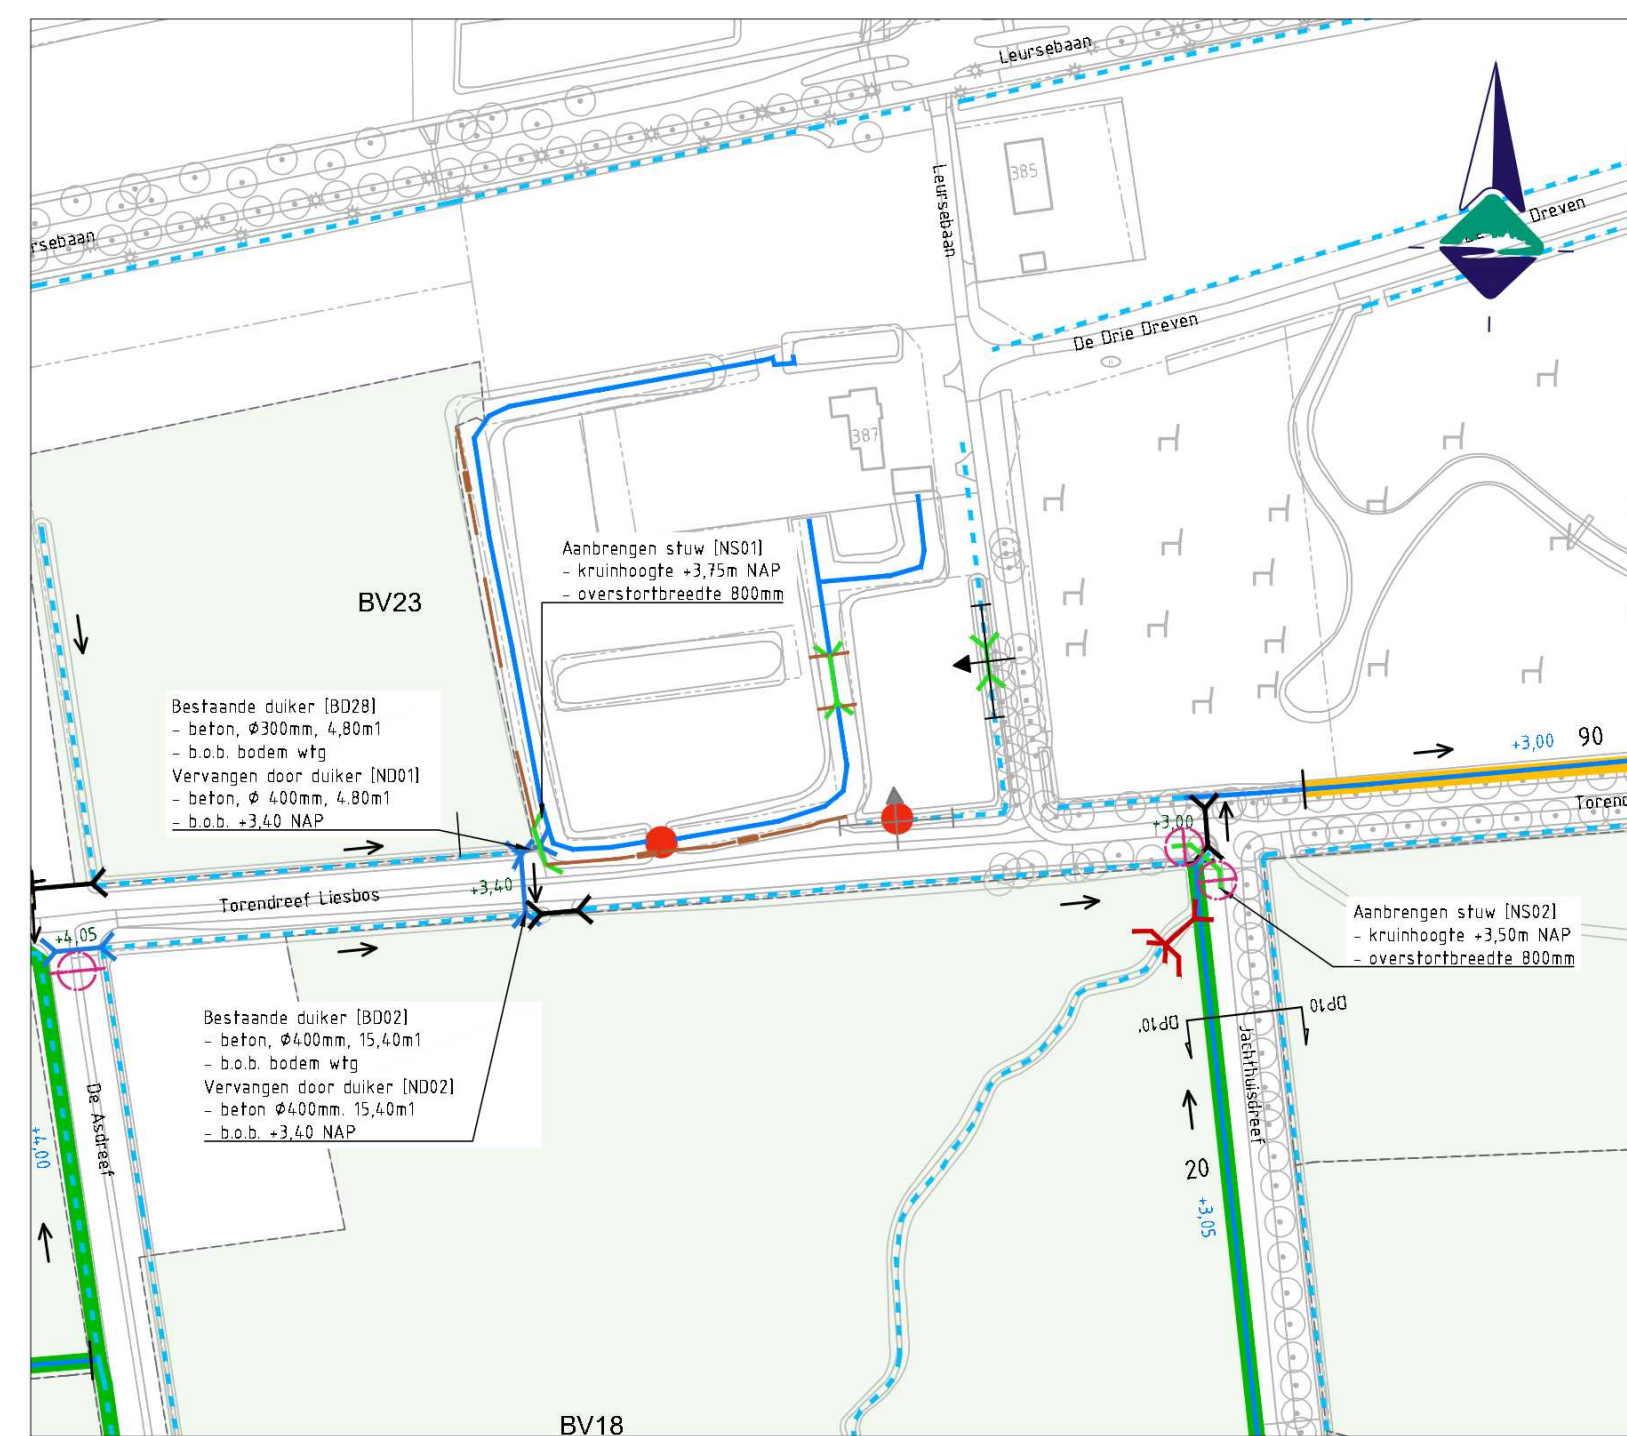 Leursebaan
rsebaan
385
Leursebaan
Dreven
De Drie Dreven
387
Aanbrengen stuw [NS01]
- kruinhoogte +3,75m NAP
- overstortbreedte 800mm
BV23
Bestaande duiker [BD28]
- beton, Ø300mm, 4,80m1
- b.o.b. bodem wtg
Vervangen door duiker [ND01]
- beton, Ø 400mm, 4.80m1
- b.o.b. +3,40 NAP
+3,00 90
Torend
+3,00
+3,40
Torendreef Liesbos
+4,05
Aanbrengen stuw [NS02]
- kruinhoogte +3,50m NAP
- overstortbreedte 800mm
Bestaande duiker [BD02]
- beton, Ø400mm, 15,40m1
- b.o.b. bodem wtg
Vervangen door duiker [ND02]
- beton Ø400mm. 15,40m1
- b.o.b. +3,40 NAP
DP10'
DP10
Jachthuisdreef
De Asdreef
+4,00
20
+3,05
BV18